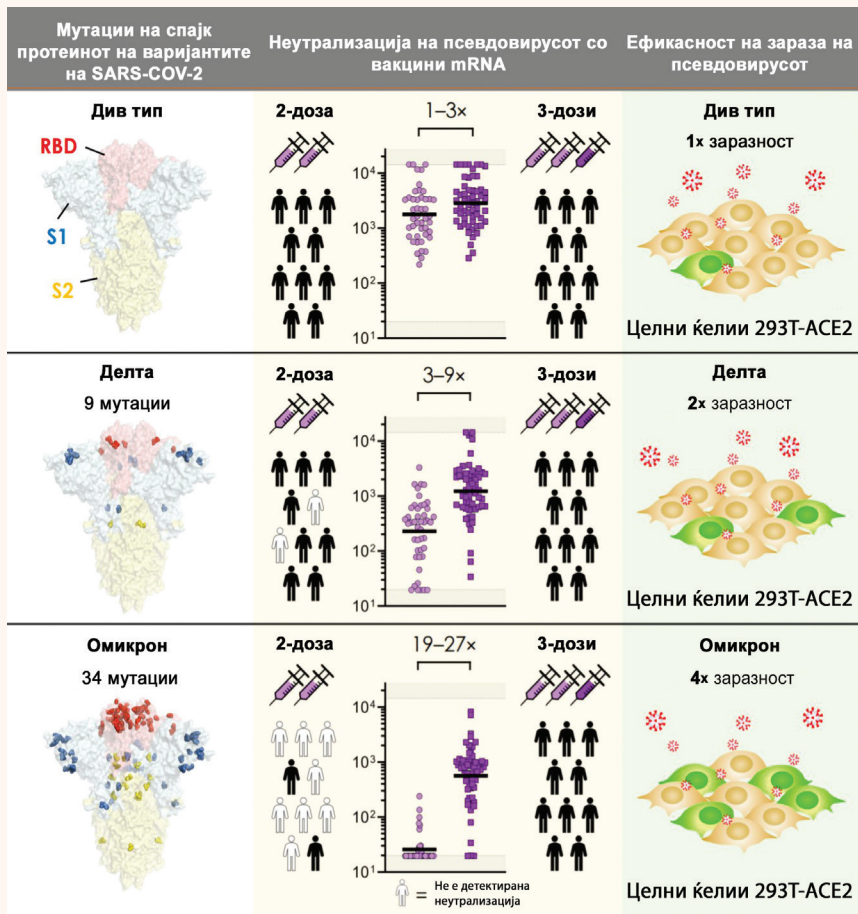 Мутации на спајк
протеинот на варијантите
на SARS-COV-2
Неутрализација на псевдовирусот со
вакцини mRNA
Ефикасност на зараза на
псевдовирусот
Див тип
RBD
S1
S2
2-доза
1–3×
3-дози
10⁴
10³
10²
10¹
Див тип
1x заразност
Целни ќелии 293T-ACE2
Делта
9 мутации
2-доза
3–9×
3-дози
10⁴
10³
10²
10¹
Делта
2x заразност
Целни ќелии 293T-ACE2
Омикрон
34 мутации
2-доза
19–27×
3-дози
10⁴
10³
10²
10¹
= Не е детектирана
неутрализација
Омикрон
4x заразност
Целни ќелии 293T-ACE2